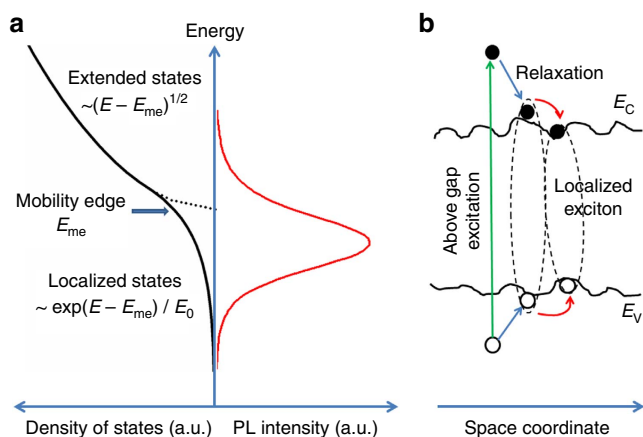 a
Energy
b
Extended states
~(E – E_me)^1/2
Mobility edge
E_me
Localized states
~ exp(E – E_me) / E_0
Density of states (a.u.)
PL intensity (a.u.)
Relaxation
E_C
Above gap
excitation
Localized
exciton
E_V
Space coordinate